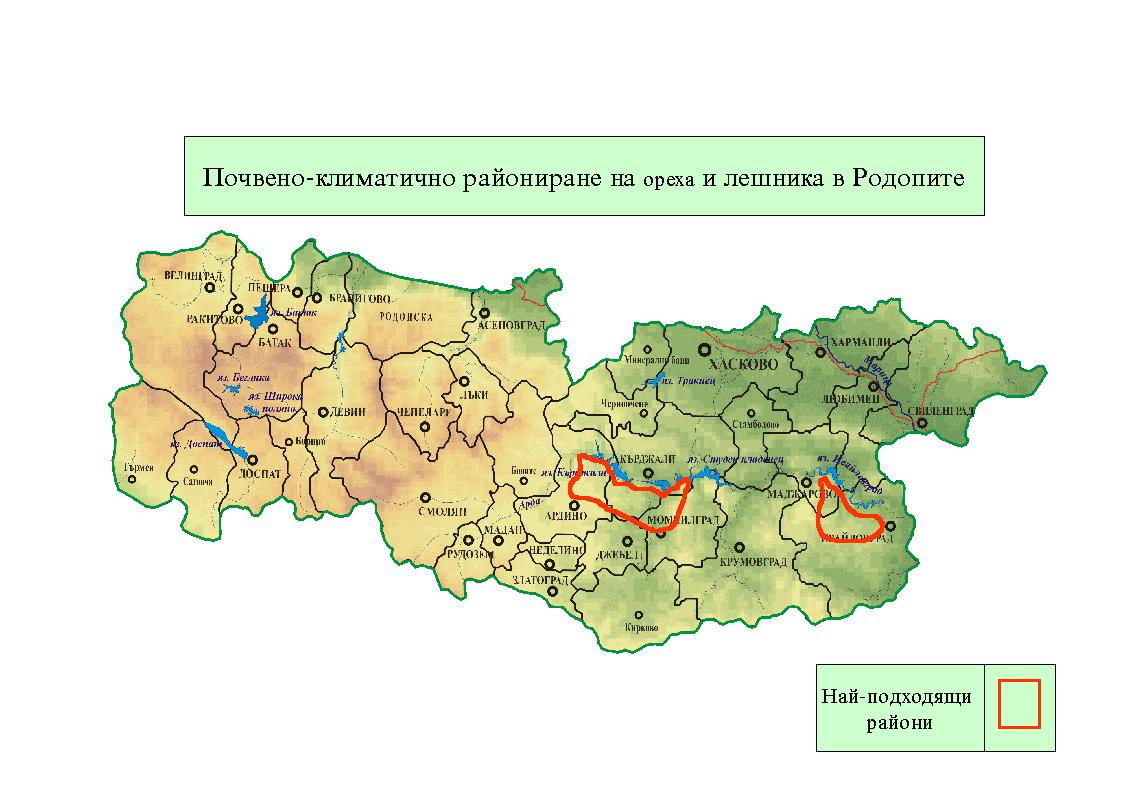 Почвено-климатично райониране на ореха и лешника в Родопите
ВЕЛИНГРАД
ПЕЩЕРА
БРАЦИГОВО
РАКИТОВО
яз. Батак
БАТАК
РОДОПСКА
АСЕНОВГРАД
яз. Беглика
яз. Широка
поляна
ДЕВИН
ЧЕПЕЛАРЕ
ЛЪКИ
яз. Доспат
ДОСПАТ
Борино
Гърмен
Сатовча
СМОЛЯН
Баните
Арда
АРДИНО
МАДАН
РУДОЗЕМ
НЕДЕЛИНО
ЗЛАТОГРАД
Минерални бани
ХАСКОВО
яз. Тракиец
Черноочене
Стамболово
ХАРМАНЛИ
Марица
ЛЮБИМЕЦ
СВИЛЕНГРАД
яз. Кърджали
КЪРДЖАЛИ
яз. Студен кладенец
МОМЧИЛГРАД
ДЖЕБЕЛ
КРУМОВГРАД
Кирково
яз. Ивайловград
МАДЖАРОВО
ИВАЙЛОВГРАД
Най-подходящи
райони